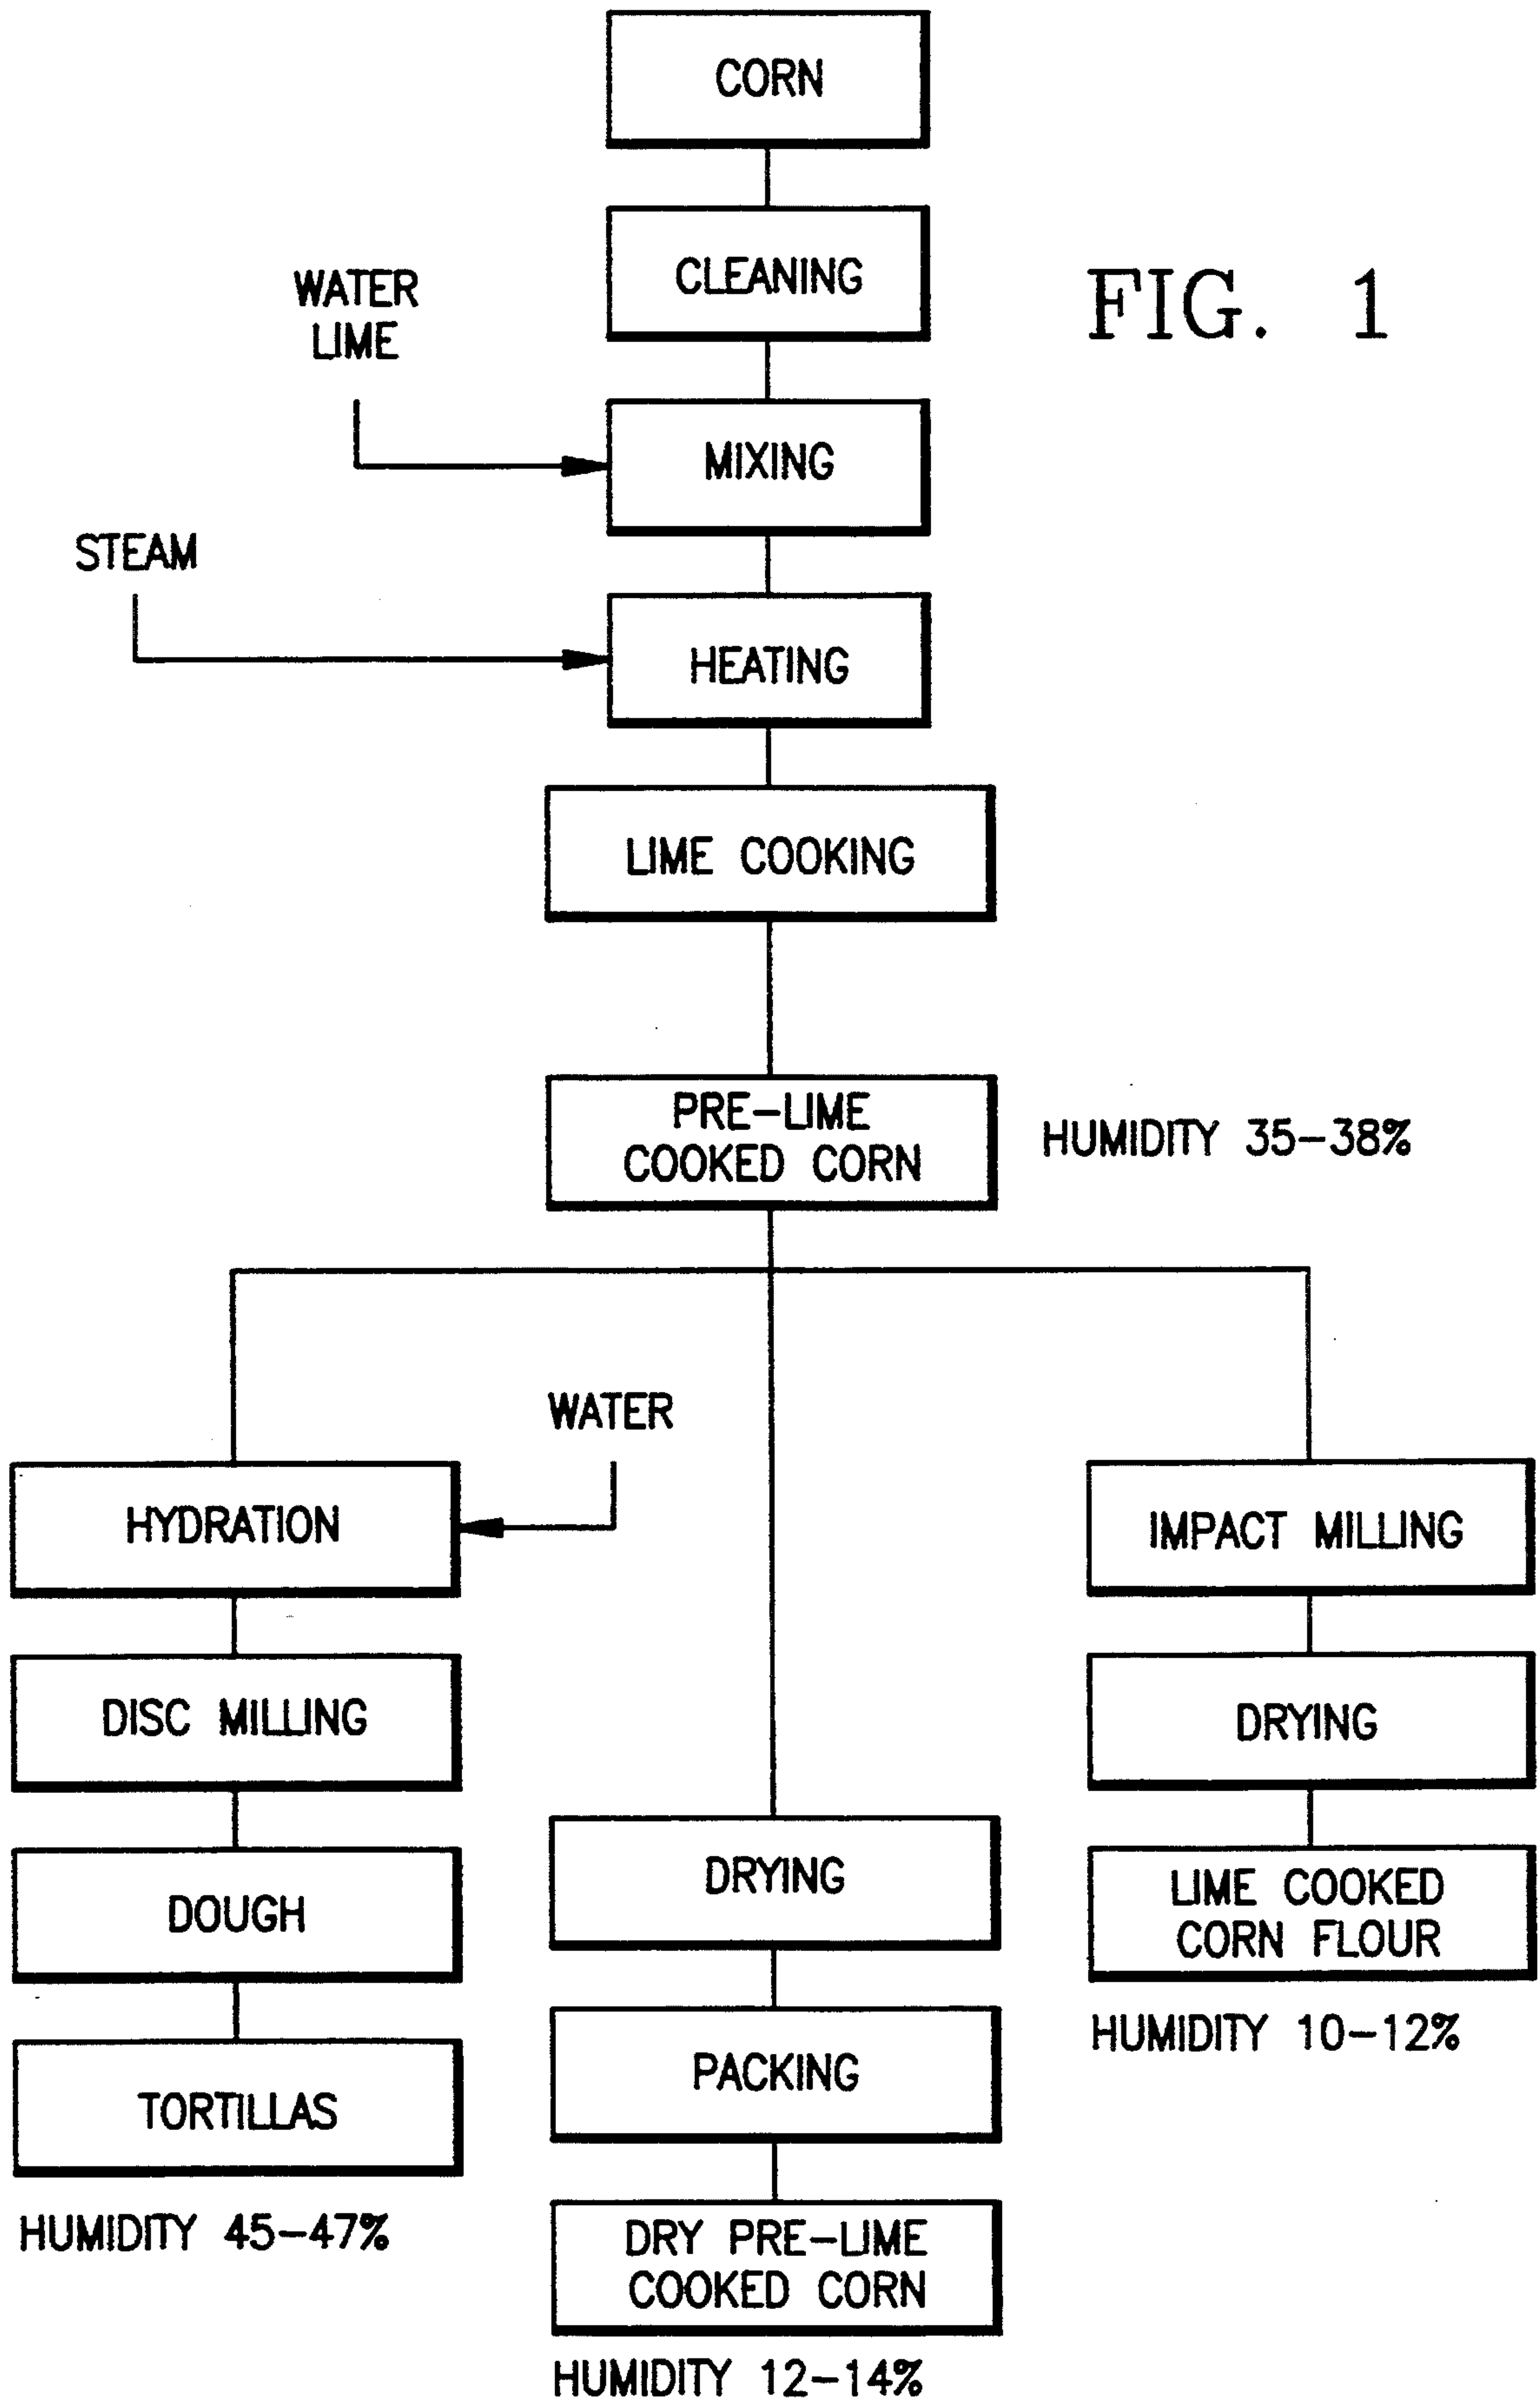 CORN
CLEANING
FIG. 1
WATER
LIME
MIXING
STEAM
HEATING
LIME COOKING
PRE-LIME
COOKED CORN
HUMIDITY 35-38%
WATER
HYDRATION
DISC MILLING
DOUGH
TORTILLAS
HUMIDITY 45-47%
DRYING
PACKING
DRY PRE-LIME
COOKED CORN
HUMIDITY 12-14%
IMPACT MILLING
DRYING
LIME COOKED
CORN FLOUR
HUMIDITY 10-12%